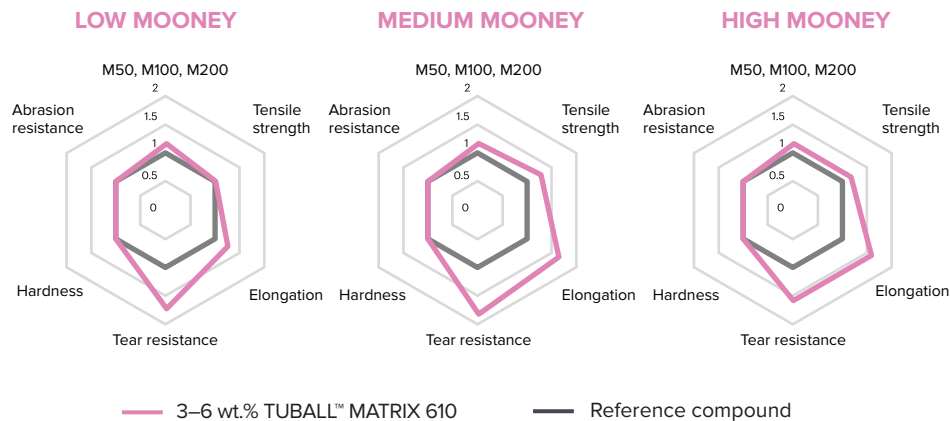 LOW MOONEY
M50, M100, M200
Abrasion
resistance
Tensile
strength
2
1.5
1
0.5
0
Hardness
Elongation
Tear resistance
MEDIUM MOONEY
M50, M100, M200
Abrasion
resistance
Tensile
strength
2
1.5
1
0.5
0
Hardness
Elongation
Tear resistance
HIGH MOONEY
M50, M100, M200
Abrasion
resistance
Tensile
strength
2
1.5
1
0.5
0
Hardness
Elongation
Tear resistance
3–6 wt.% TUBALL™ MATRIX 610
Reference compound